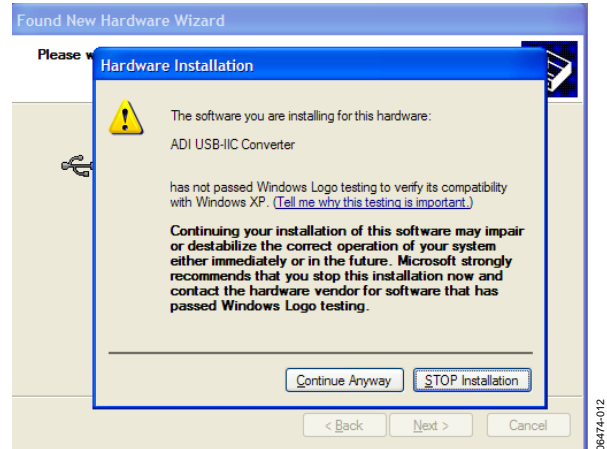 Found New Hardware Wizard
Please w
Hardware Installation
The software you are installing for this hardware:
ADI USB-IIC Converter
has not passed Windows Logo testing to verify its compatibility
with Windows XP. (Tell me why this testing is important.)
Continuing your installation of this software may impair
or destabilize the correct operation of your system
either immediately or in the future. Microsoft strongly
recommends that you stop this installation now and
contact the hardware vendor for software that has
passed Windows Logo testing.
Continue Anyway
STOP Installation
< Back
Next >
Cancel
06474-012